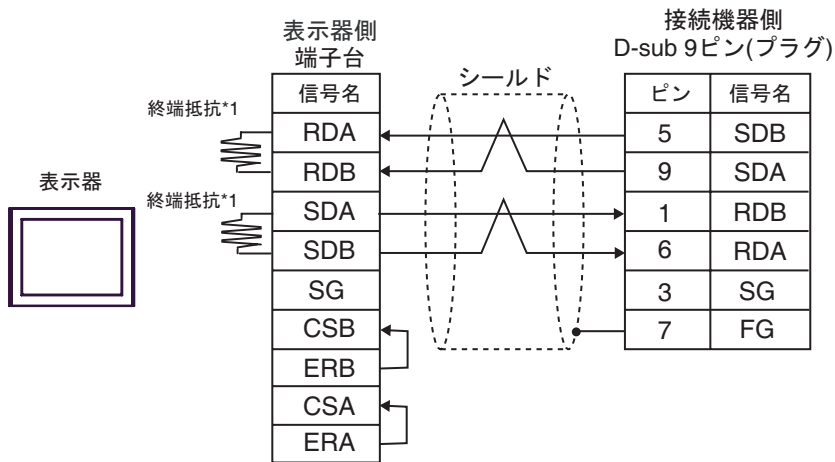 表示器側
端子台
接続機器側
D-sub 9ピン(プラグ)
シールド
信号名
ピン 信号名
終端抵抗*1
RDA 5 SDB
RDB 9 SDA
表示器
終端抵抗*1
SDA 1 RDB
SDB 6 RDA
SG 3 SG
CSB 7 FG
ERB
CSA
ERA